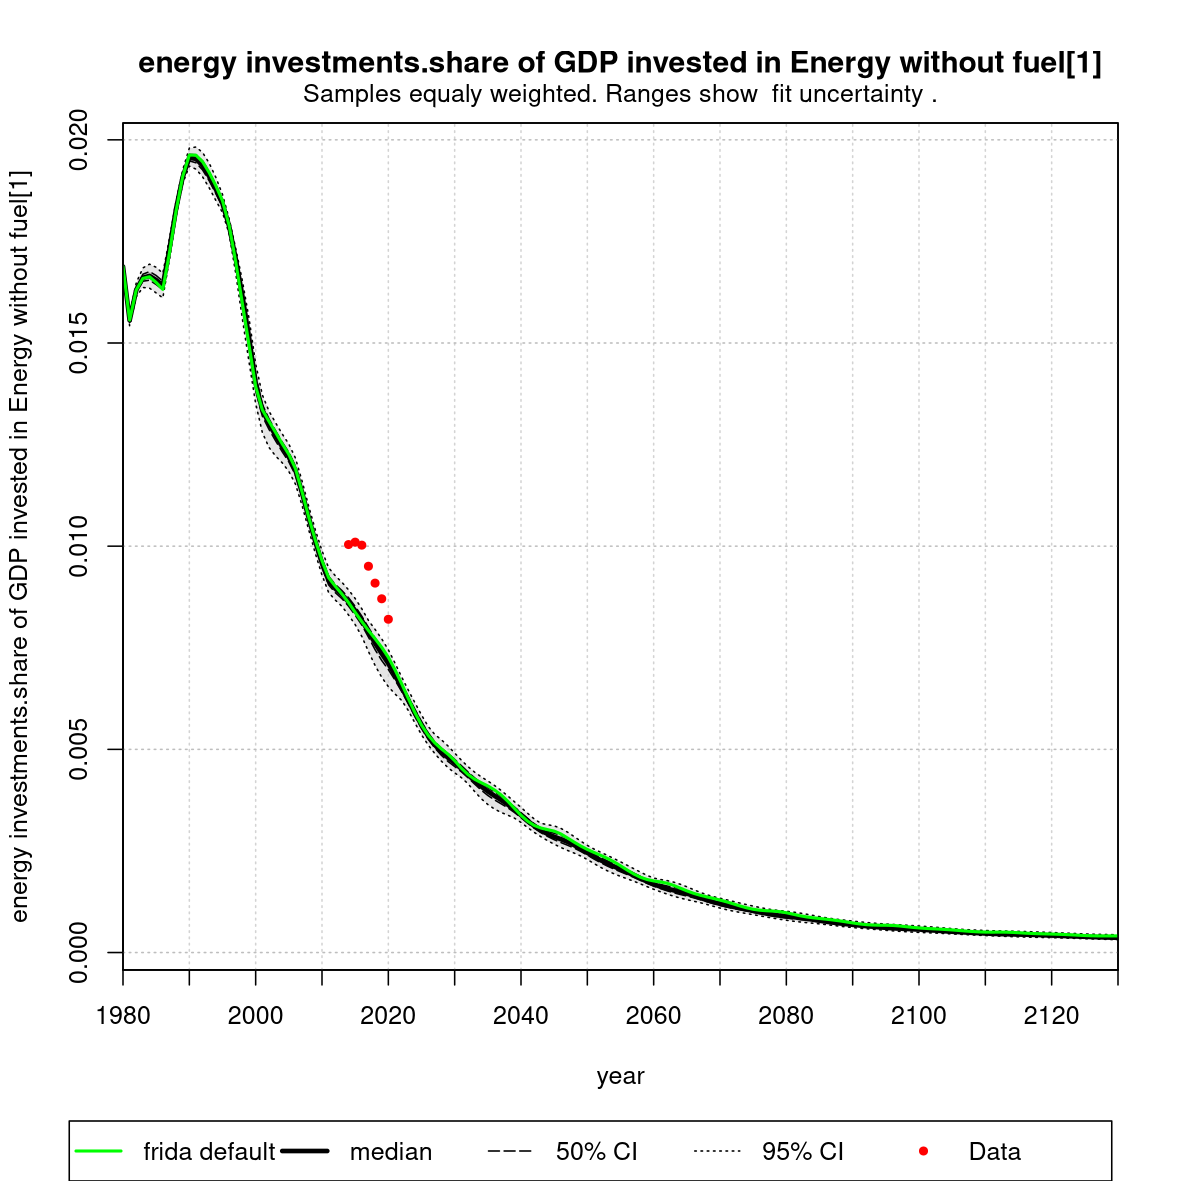 energy investments.share of GDP invested in Energy without fuel[1]
Samples equaly weighted. Ranges show  fit uncertainty .
energy investments.share of GDP invested in Energy without fuel[1]
0.020
0.015
0.010
0.005
0.000
1980 2000 2020 2040 2060 2080 2100 2120
year
frida default median 50% CI 95% CI Data